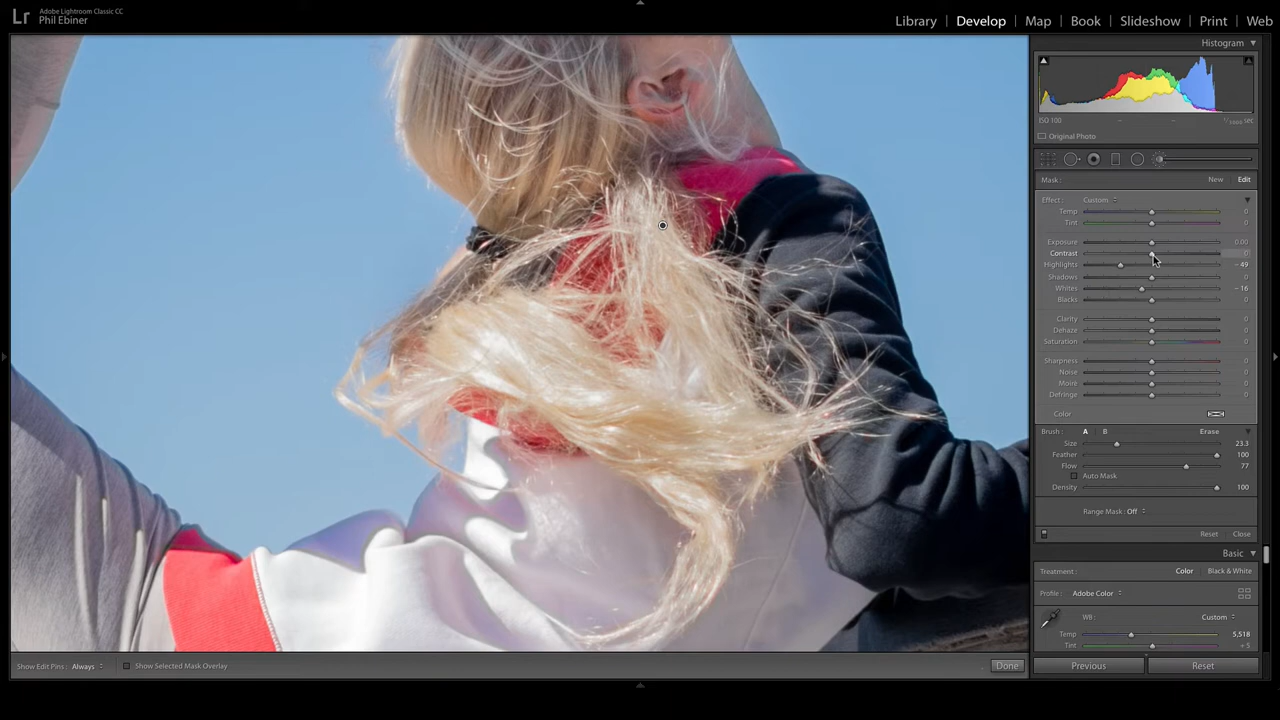 Lr
Adobe Lightroom Classic CC
Phil Ebiner
Library | Develop | Map | Book | Slideshow | Print | Web
Histogram
ISO 100
Original Photo
Mask : New Edit
Effect : Custom
Temp 0
Tint 0
Exposure 0.00
Contrast 0
Highlights – 49
Shadows 0
Whites – 16
Blacks 0
Clarity 0
Dehaze 0
Saturation 0
Sharpness 0
Noise 0
Moiré 0
Defringe 0
Color
Brush : A B Erase
Size 23.3
Feather 100
Flow 77
Auto Mask
Density 100
Range Mask : Off
Reset Close
Basic
Treatment : Color | Black & White
Profile : Adobe Color
WB : Custom
Temp 5,518
Tint + 5
Show Edit Pins : Always Show Selected Mask Overlay Done
Previous Reset